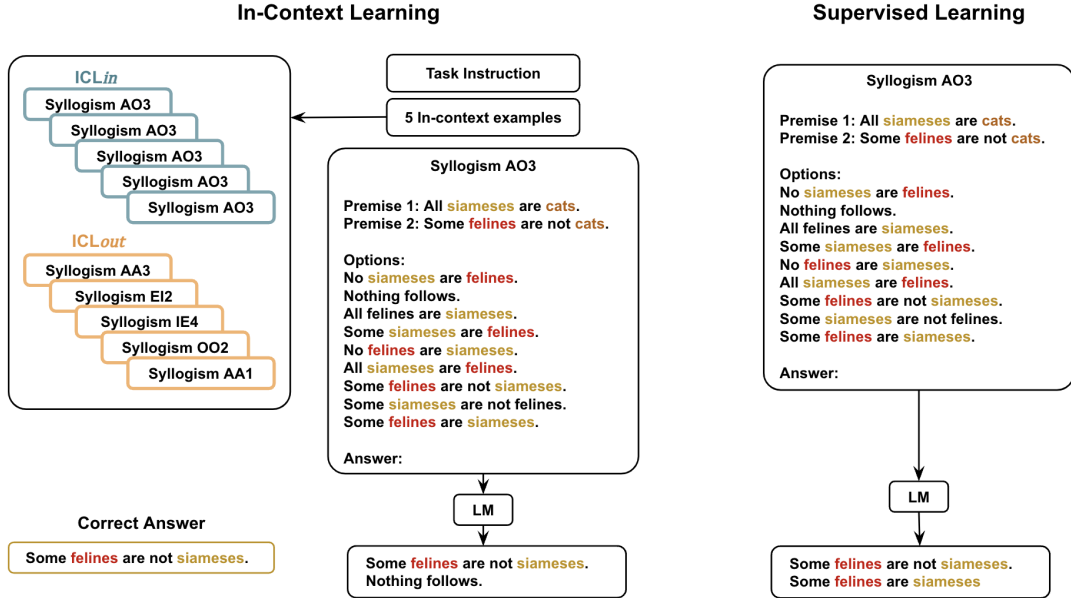 In-Context Learning
Supervised Learning
ICLin
Syllogism AO3
Syllogism AO3
Syllogism AO3
Syllogism AO3
Syllogism AO3
ICLout
Syllogism AA3
Syllogism EI2
Syllogism IE4
Syllogism OO2
Syllogism AA1
Task Instruction
5 In-context examples
Syllogism AO3
Premise 1: All siameses are cats.
Premise 2: Some felines are not cats.
Options:
No siameses are felines.
Nothing follows.
All felines are siameses.
Some siameses are felines.
No felines are siameses.
All siameses are felines.
Some felines are not siameses.
Some siameses are not felines.
Some felines are siameses.
Answer:
LM
Some felines are not siameses.
Nothing follows.
Correct Answer
Some felines are not siameses.
Syllogism AO3
Premise 1: All siameses are cats.
Premise 2: Some felines are not cats.
Options:
No siameses are felines.
Nothing follows.
All felines are siameses.
Some siameses are felines.
No felines are siameses.
All siameses are felines.
Some felines are not siameses.
Some siameses are not felines.
Some felines are siameses.
Answer:
LM
Some felines are not siameses.
Some felines are siameses